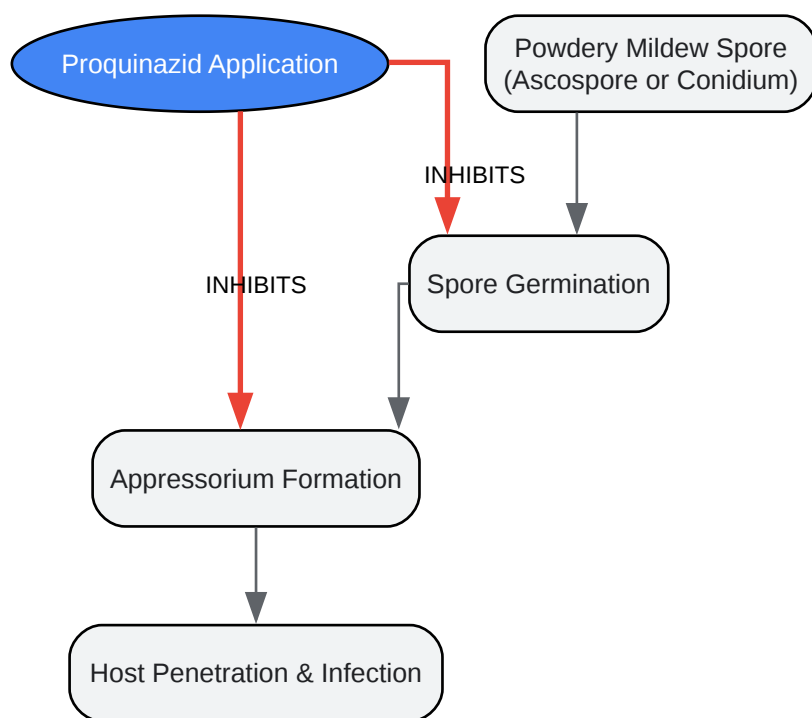 Proquinazid Application
Powdery Mildew Spore
(Ascospore or Conidium)
INHIBITS
Spore Germination
INHIBITS
Appressorium Formation
Host Penetration & Infection